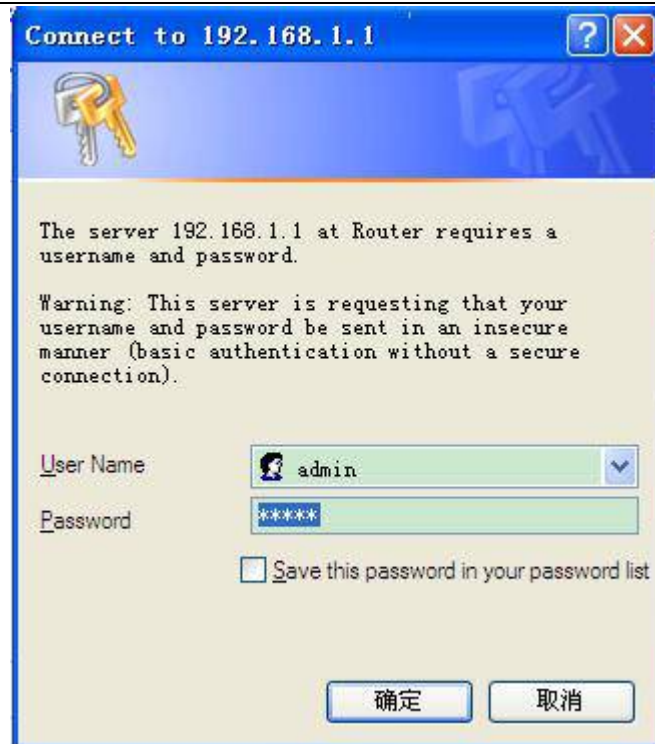 Connect to 192.168.1.1
The server 192.168.1.1 at Router requires a
username and password.
Warning: This server is requesting that your
username and password be sent in an insecure
manner (basic authentication without a secure
connection).
User Name
admin
Password
*****
Save this password in your password list
确定
取消